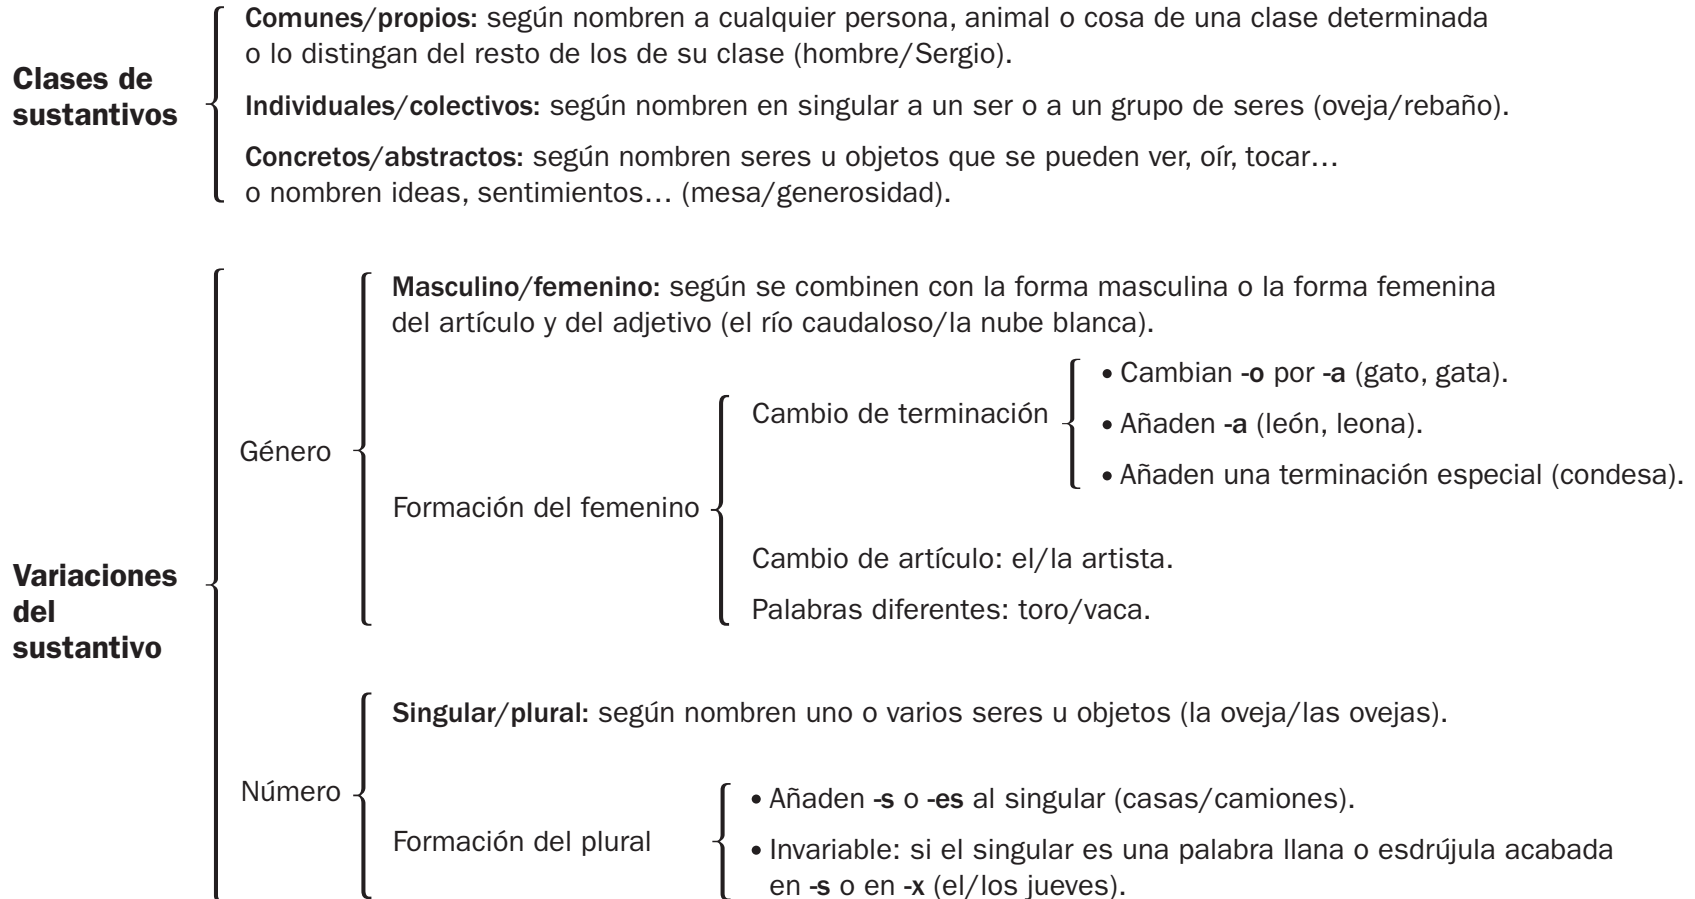 Clases de
sustantivos
Comunes/propios: según nombren a cualquier persona, animal o cosa de una clase determinada
o lo distingan del resto de los de su clase (hombre/Sergio).
Individuales/colectivos: según nombren en singular a un ser o a un grupo de seres (oveja/rebaño).
Concretos/abstractos: según nombren seres u objetos que se pueden ver, oír, tocar…
o nombren ideas, sentimientos… (mesa/generosidad).
Variaciones
del
sustantivo
Género
Masculino/femenino: según se combinen con la forma masculina o la forma femenina
del artículo y del adjetivo (el río caudaloso/la nube blanca).
Formación del femenino
Cambio de terminación
• Cambian -o por -a (gato, gata).
• Añaden -a (león, leona).
• Añaden una terminación especial (condesa).
Cambio de artículo: el/la artista.
Palabras diferentes: toro/vaca.
Número
Singular/plural: según nombren uno o varios seres u objetos (la oveja/las ovejas).
Formación del plural
• Añaden -s o -es al singular (casas/camiones).
• Invariable: si el singular es una palabra llana o esdrújula acabada
en -s o en -x (el/los jueves).